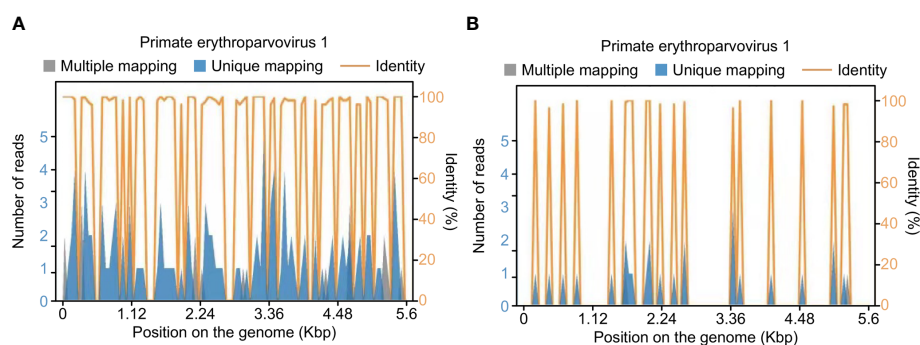 A
Primate erythroparvovirus 1
Multiple mapping Unique mapping Identity
Number of reads
5
4
3
2
1
0
100
80
60
40
20
0
Identity (%)
0 1.12 2.24 3.36 4.48 5.6
Position on the genome (Kbp)
B
Primate erythroparvovirus 1
Multiple mapping Unique mapping Identity
Number of reads
5
4
3
2
1
0
100
80
60
40
20
0
Identity (%)
0 1.12 2.24 3.36 4.48 5.6
Position on the genome (Kbp)